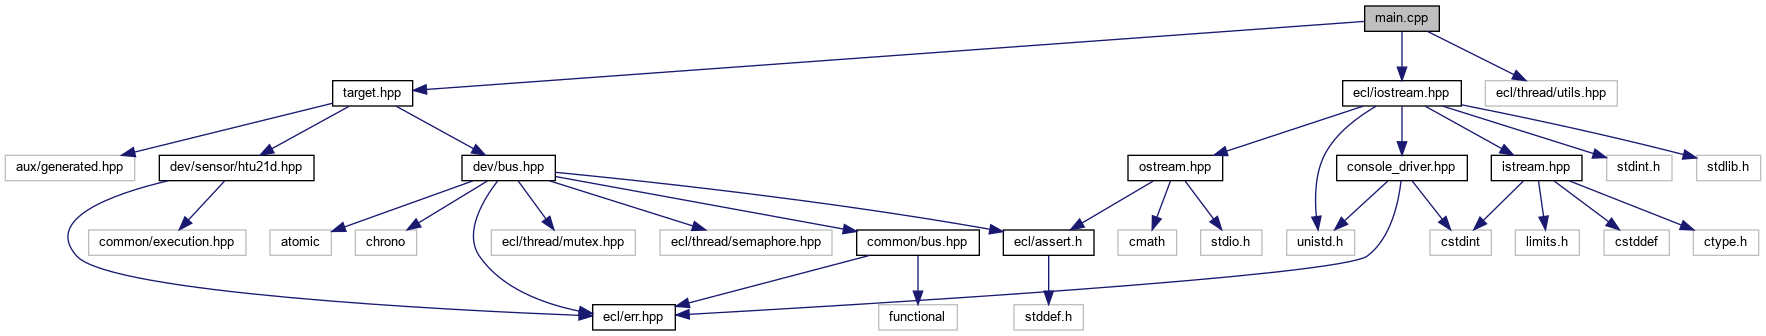 main.cpp
target.hpp
ecl/iostream.hpp
ecl/thread/utils.hpp
aux/generated.hpp
dev/sensor/htu21d.hpp
dev/bus.hpp
ostream.hpp
console_driver.hpp
istream.hpp
stdint.h
stdlib.h
common/execution.hpp
atomic
chrono
ecl/thread/mutex.hpp
ecl/thread/semaphore.hpp
common/bus.hpp
ecl/assert.h
cmath
stdio.h
unistd.h
cstdint
limits.h
cstddef
ctype.h
ecl/err.hpp
functional
stddef.h